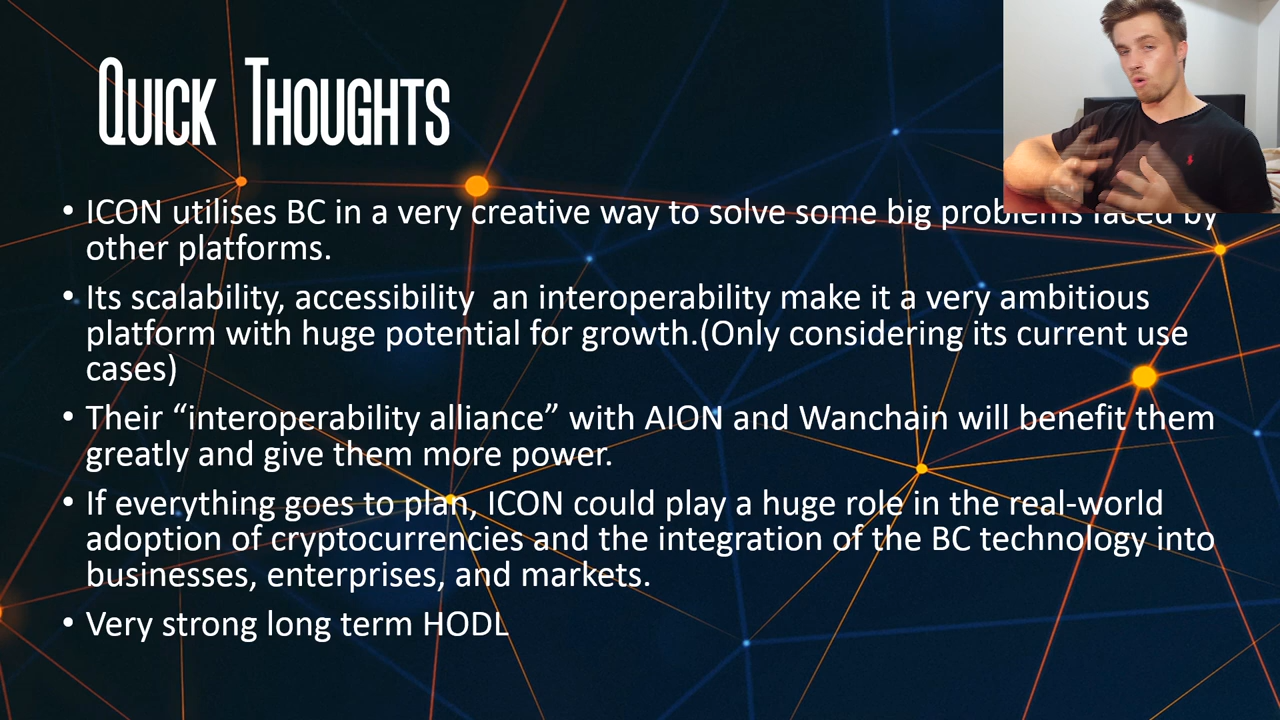 Quick Thoughts
• ICON utilises BC in a very creative way to solve some big problems faced by
other platforms.
• Its scalability, accessibility  an interoperability make it a very ambitious
platform with huge potential for growth.(Only considering its current use
cases)
• Their “interoperability alliance” with AION and Wanchain will benefit them
greatly and give them more power.
• If everything goes to plan, ICON could play a huge role in the real-world
adoption of cryptocurrencies and the integration of the BC technology into
businesses, enterprises, and markets.
• Very strong long term HODL